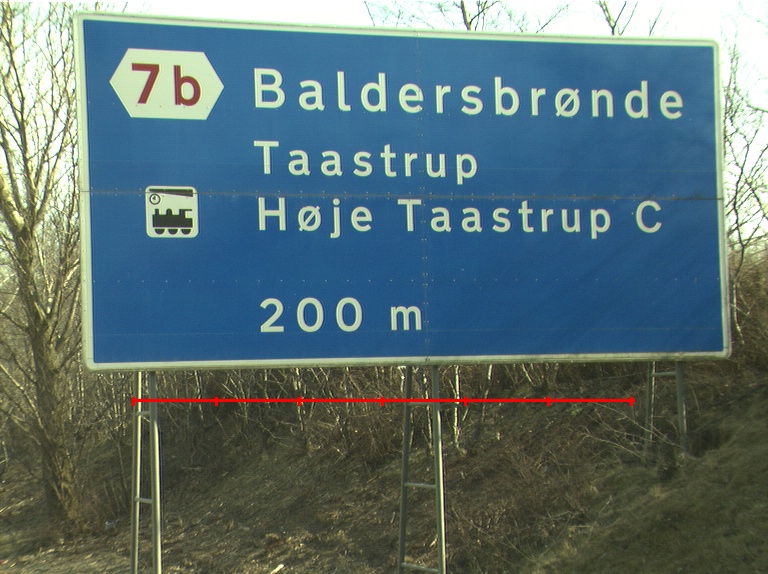 7b Baldersbrønde
Taastrup
Høje Taastrup C
200 m